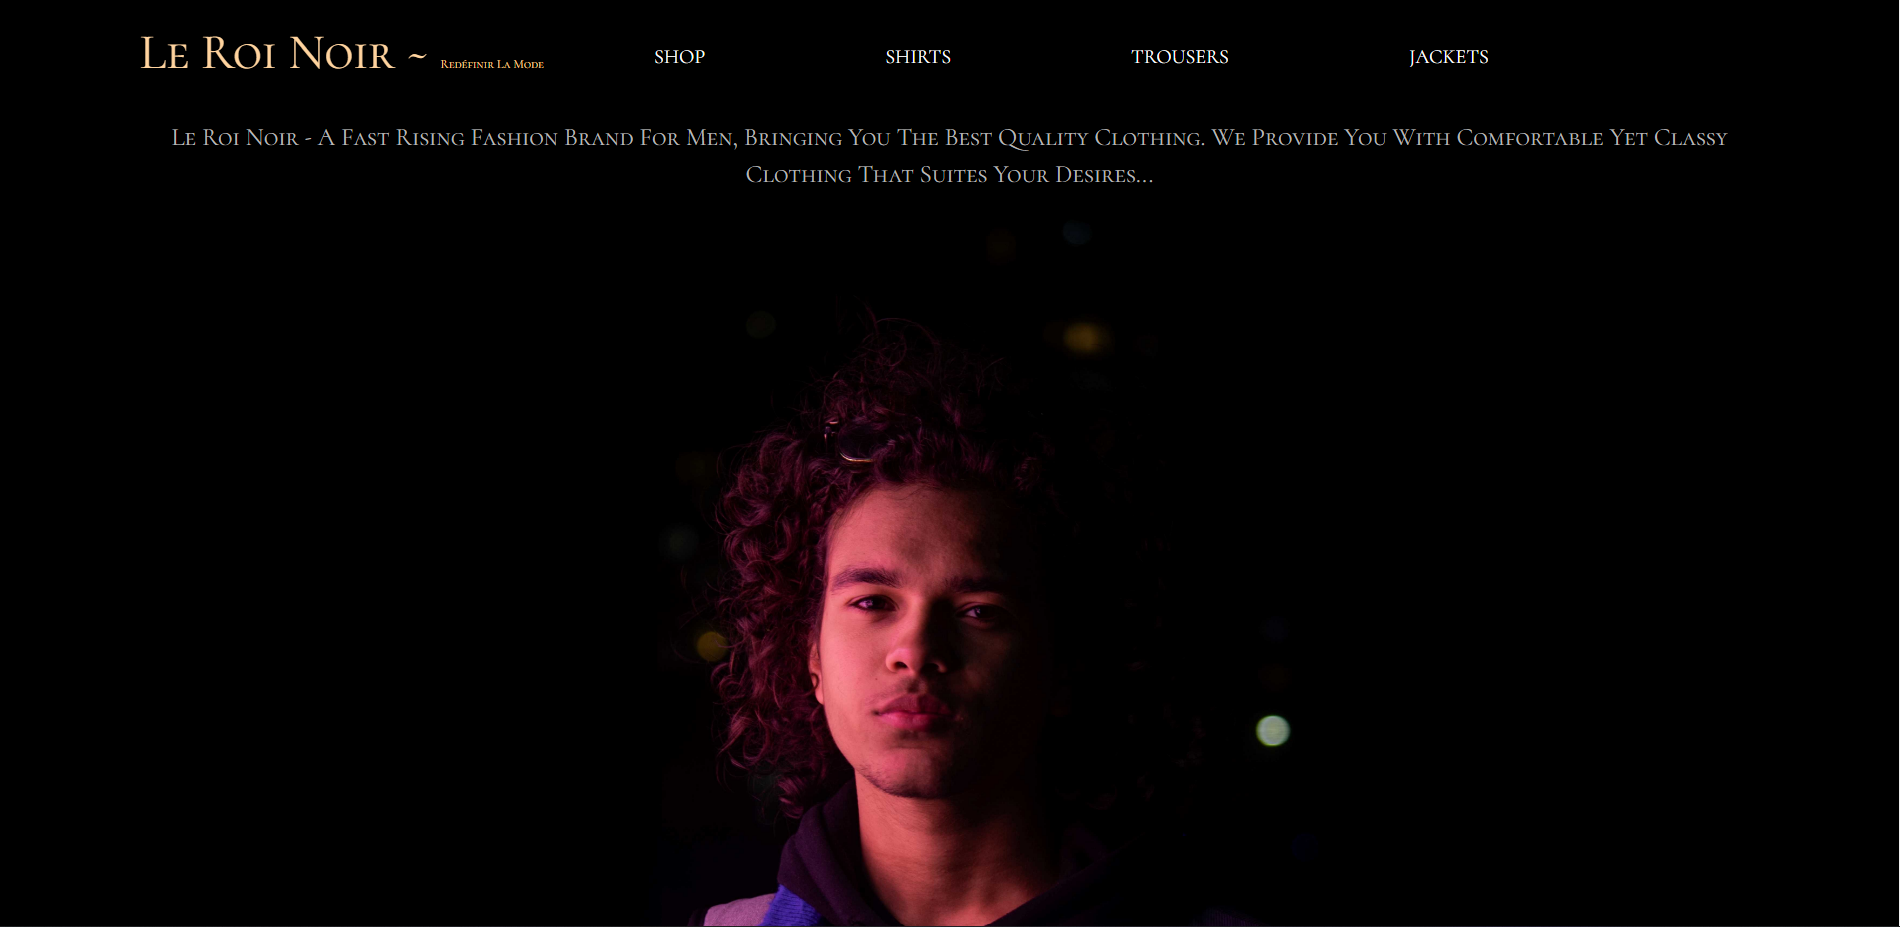 Le Roi Noir ~ Redéfinir La Mode
SHOP
SHIRTS
TROUSERS
JACKETS
Le Roi Noir - A Fast Rising Fashion Brand For Men, Bringing You The Best Quality Clothing. We Provide You With Comfortable Yet Classy
Clothing That Suites Your Desires...